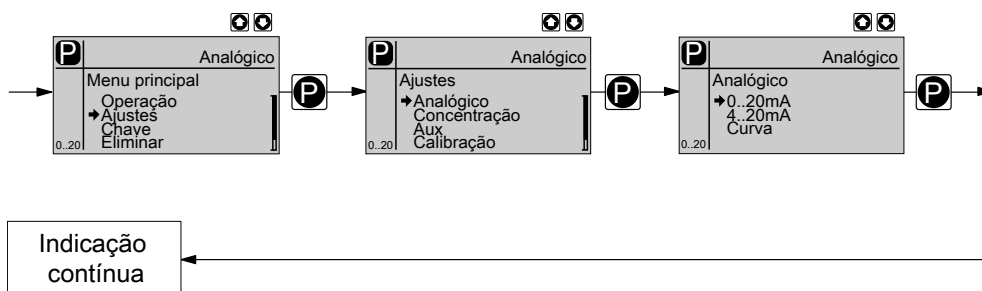 P Analógico
Menu principal
Operação
Ajustes
Chave
Eliminar
0..20
P
P Analógico
Ajustes
Analógico
Concentração
Aux
Calibração
0..20
P
P Analógico
Analógico
0..20mA
4..20mA
Curva
0..20
P
Indicação
contínua